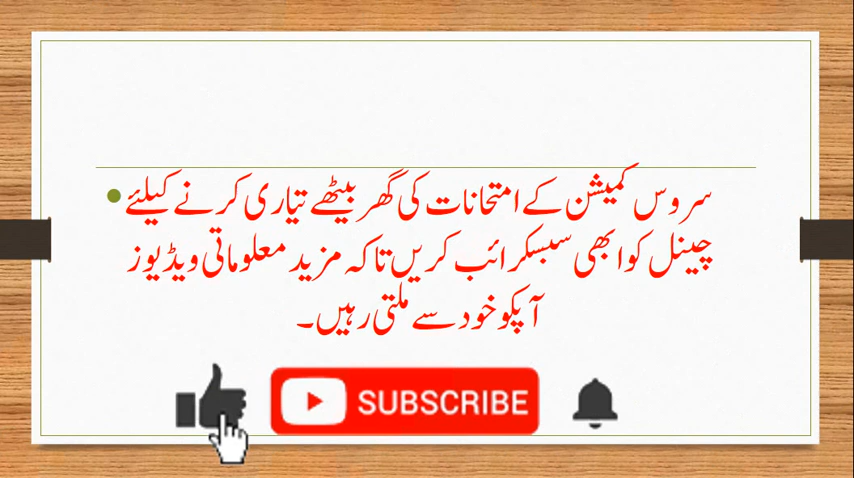 سروس کمیشن کے امتحانات کی گھر بیٹھے تیاری کرنے کیلئے
چینل کو ابھی سبسکرائب کریں تاکہ مزید معلوماتی ویڈیوز
آپکو خود سے ملتی رہیں۔
SUBSCRIBE